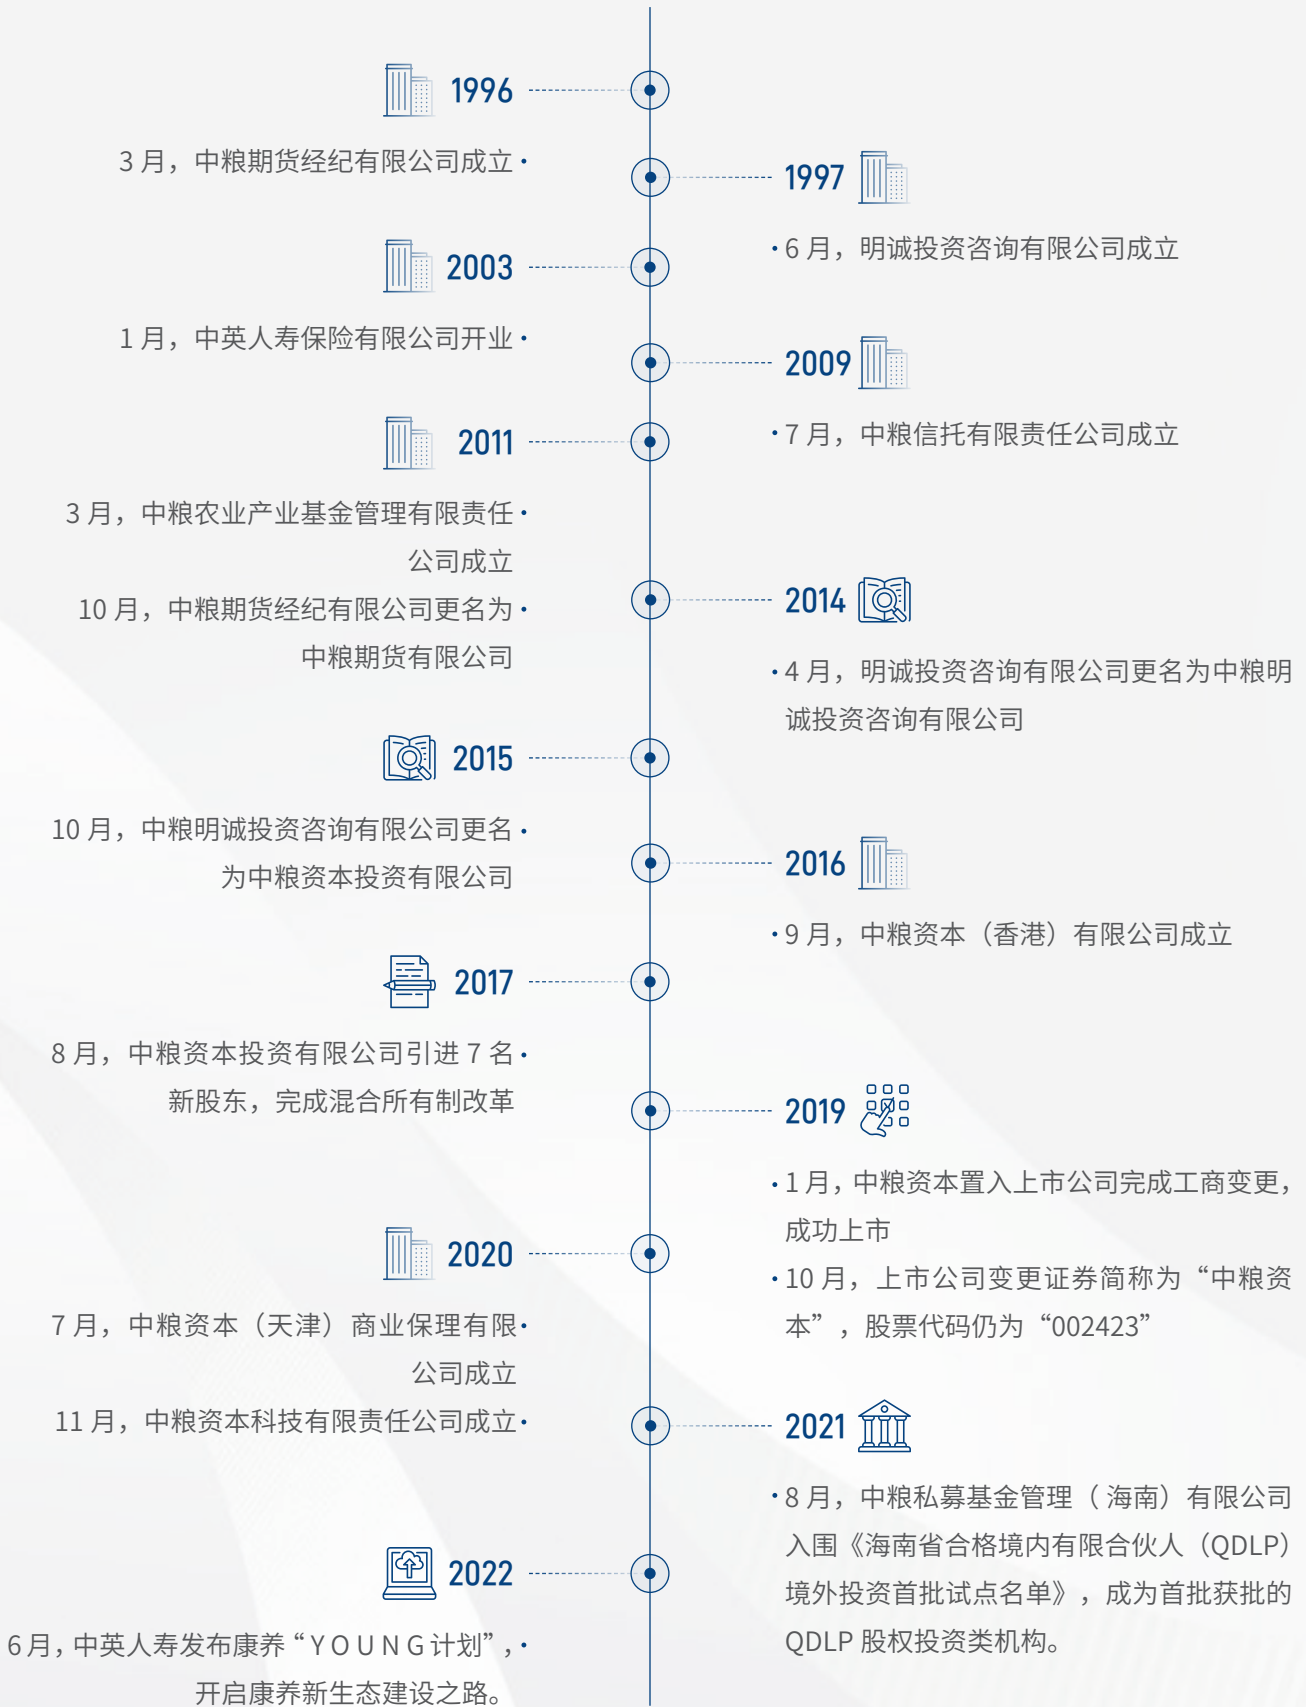 1996
3 月，中粮期货经纪有限公司成立·
1997
·6 月，明诚投资咨询有限公司成立
2003
1 月，中英人寿保险有限公司开业·
2009
·7 月，中粮信托有限责任公司成立
2011
3 月，中粮农业产业基金管理有限责任·
公司成立
10 月，中粮期货经纪有限公司更名为·
中粮期货有限公司
2014
·4 月，明诚投资咨询有限公司更名为中粮明
诚投资咨询有限公司
2015
10 月，中粮明诚投资咨询有限公司更名·
为中粮资本投资有限公司
2016
·9 月，中粮资本（香港）有限公司成立
2017
8 月，中粮资本投资有限公司引进 7 名·
新股东，完成混合所有制改革
2019
·1 月，中粮资本置入上市公司完成工商变更，
成功上市
·10 月，上市公司变更证券简称为“中粮资
本”，股票代码仍为“002423”
2020
7 月，中粮资本（天津）商业保理有限·
公司成立
11 月，中粮资本科技有限责任公司成立·
2021
·8 月，中粮私募基金管理（ 海南）有限公司
入围《海南省合格境内有限合伙人（QDLP）
境外投资首批试点名单》，成为首批获批的
QDLP 股权投资类机构。
2022
6 月，中英人寿发布康养“Y O U N G 计划”，·
开启康养新生态建设之路。